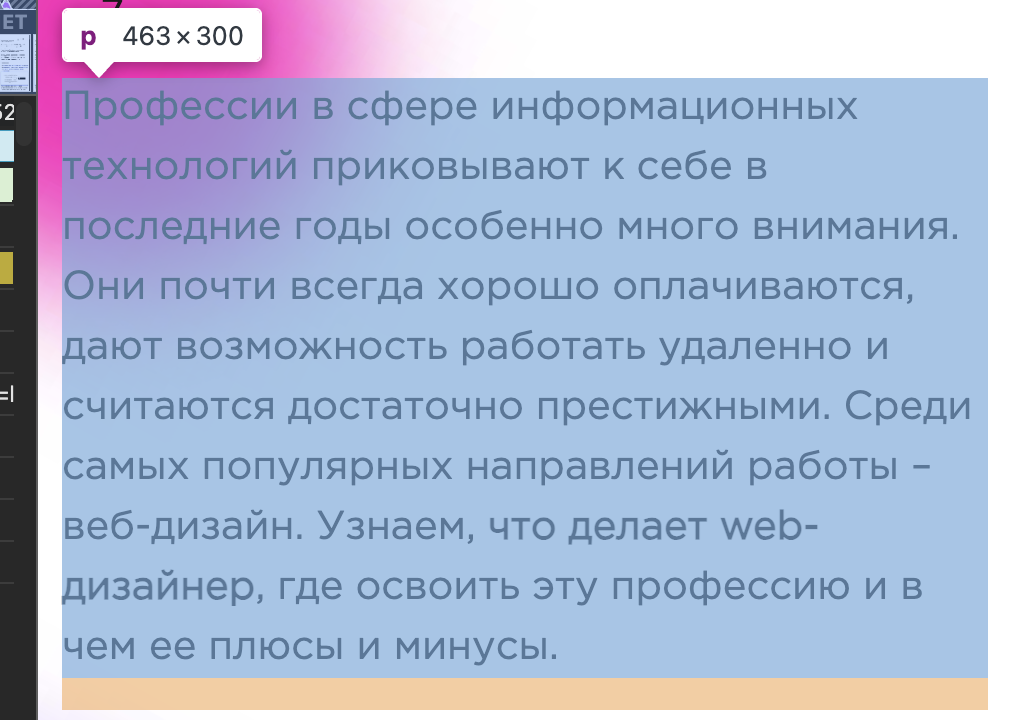 ET
p 463 × 300
52
Профессии в сфере информационных
технологий приковывают к себе в
последние годы особенно много внимания.
Они почти всегда хорошо оплачиваются,
дают возможность работать удаленно и
считаются достаточно престижными. Среди
=l
самых популярных направлений работы –
веб-дизайн. Узнаем, что делает web-
дизайнер, где освоить эту профессию и в
чем ее плюсы и минусы.